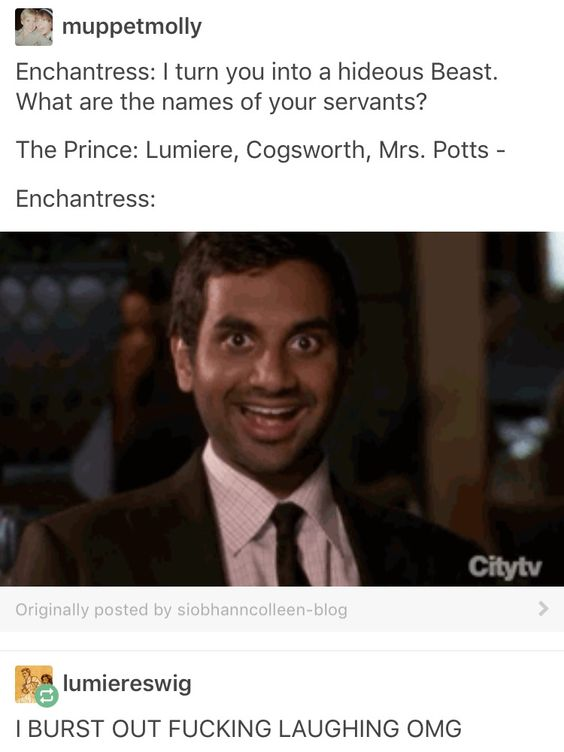 muppetmolly
Enchantress: I turn you into a hideous Beast.
What are the names of your servants?
The Prince: Lumiere, Cogsworth, Mrs. Potts -
Enchantress:
Citytv
Originally posted by siobhanncolleen-blog
lumiereswig
I BURST OUT FUCKING LAUGHING OMG